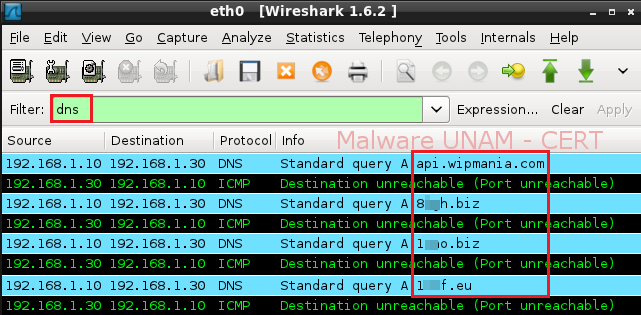 eth0 [Wireshark 1.6.2 ]
File Edit View Go Capture Analyze Statistics Telephony Tools Internals Help
Filter: dns Expression... Clear Apply
Malware UNAM - CERT
Source Destination Protocol Info
192.168.1.10 192.168.1.30 DNS Standard query A api.wipmania.com
192.168.1.30 192.168.1.10 ICMP Destination unreachable (Port unreachable)
192.168.1.10 192.168.1.30 DNS Standard query A
192.168.1.30 192.168.1.10 ICMP Destination unreachable (Port unreachable)
192.168.1.10 192.168.1.30 DNS Standard query A
192.168.1.30 192.168.1.10 ICMP Destination unreachable (Port unreachable)
192.168.1.10 192.168.1.30 DNS Standard query A
192.168.1.30 192.168.1.10 ICMP Destination unreachable (Port unreachable)